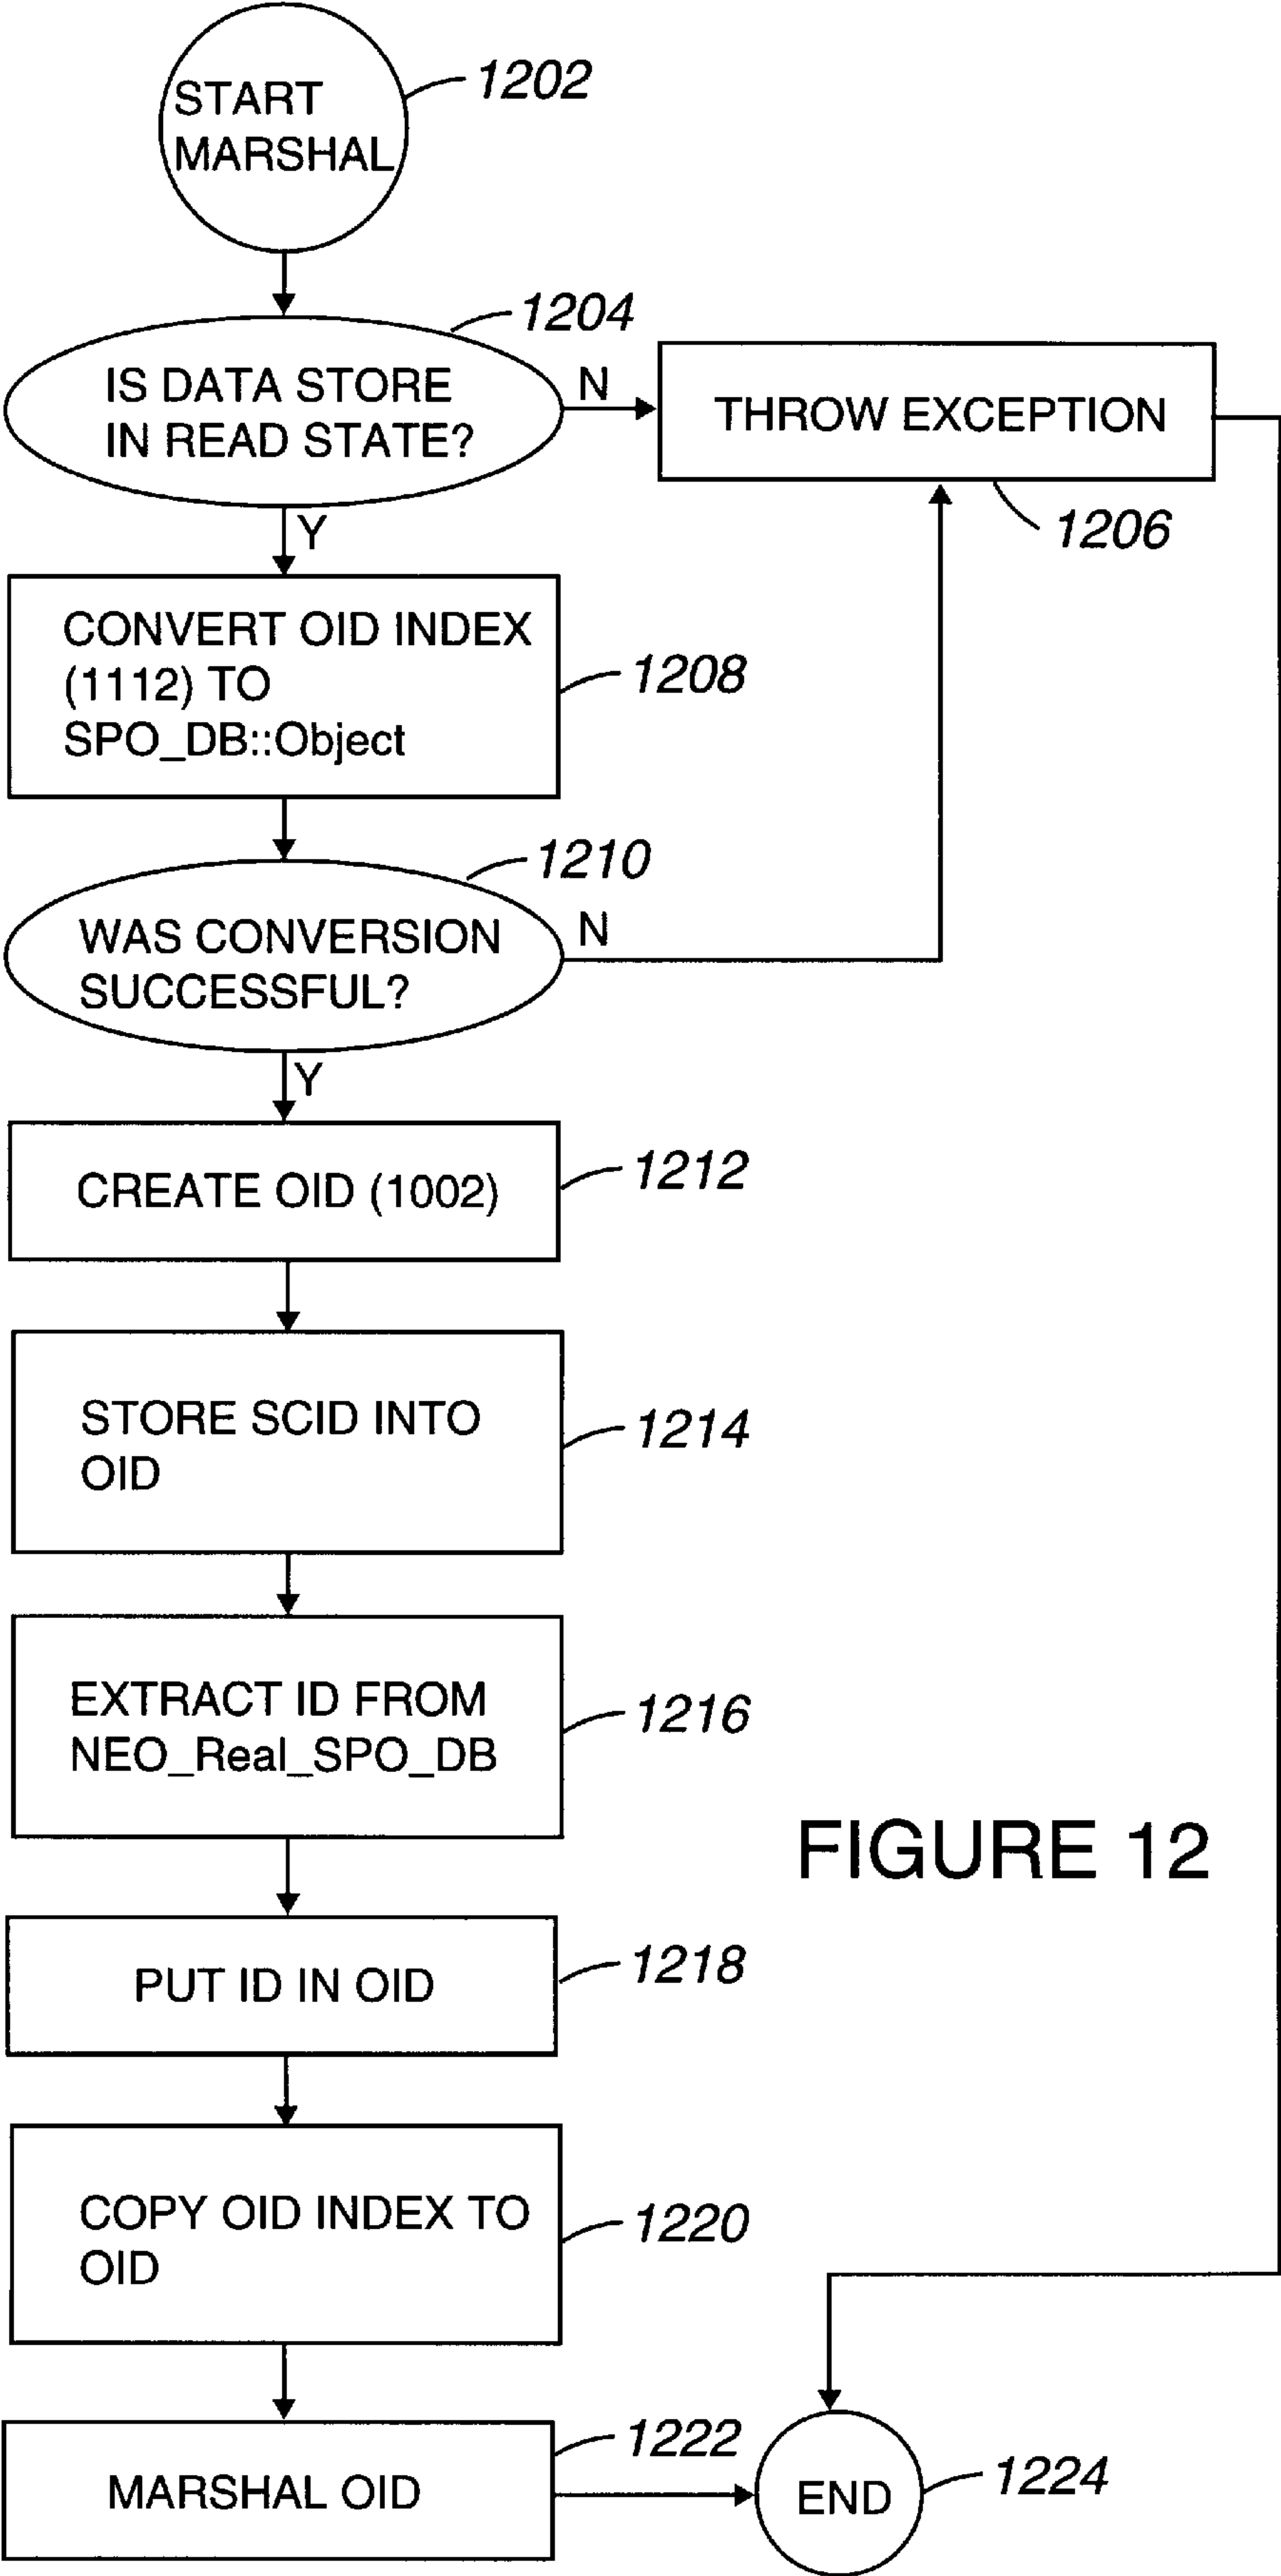 START
MARSHAL
1202
1204
IS DATA STORE
IN READ STATE?
N
THROW EXCEPTION
1206
Y
CONVERT OID INDEX
(1112) TO
SPO_DB::Object
1208
1210
WAS CONVERSION
SUCCESSFUL?
N
Y
CREATE OID (1002)
1212
STORE SCID INTO
OID
1214
EXTRACT ID FROM
NEO_Real_SPO_DB
1216
FIGURE 12
PUT ID IN OID
1218
COPY OID INDEX TO
OID
1220
MARSHAL OID
1222
END
1224